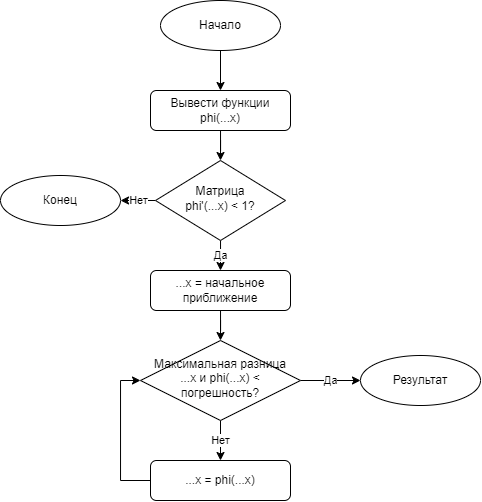 Начало
Вывести функции
phi(...x)
Матрица
phi'(...x) < 1?
Нет
Конец
Да
...x = начальное
приближение
Максимальная разница
...x и phi(...x) <
погрешность?
Да
Результат
Нет
...x = phi(...x)